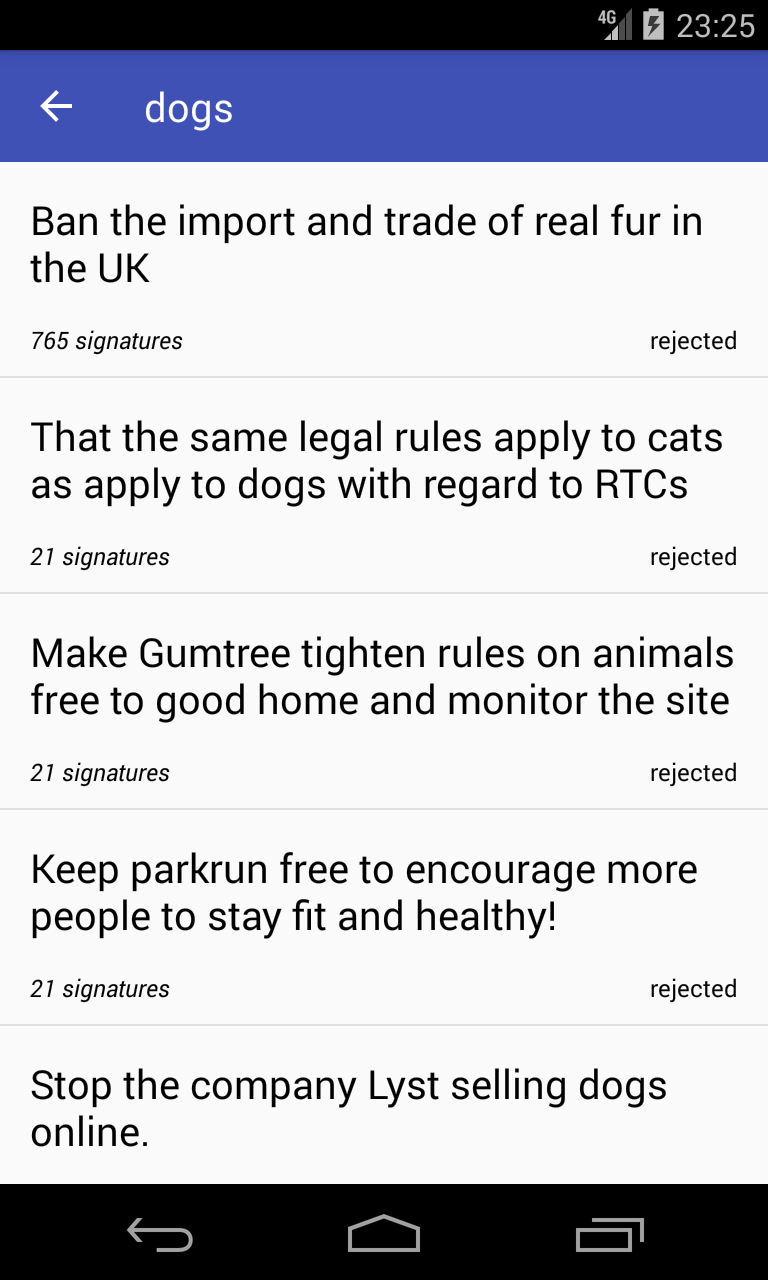 4G 23:25
dogs
Ban the import and trade of real fur in
the UK
765 signatures rejected
That the same legal rules apply to cats
as apply to dogs with regard to RTCs
21 signatures rejected
Make Gumtree tighten rules on animals
free to good home and monitor the site
21 signatures rejected
Keep parkrun free to encourage more
people to stay fit and healthy!
21 signatures rejected
Stop the company Lyst selling dogs
online.